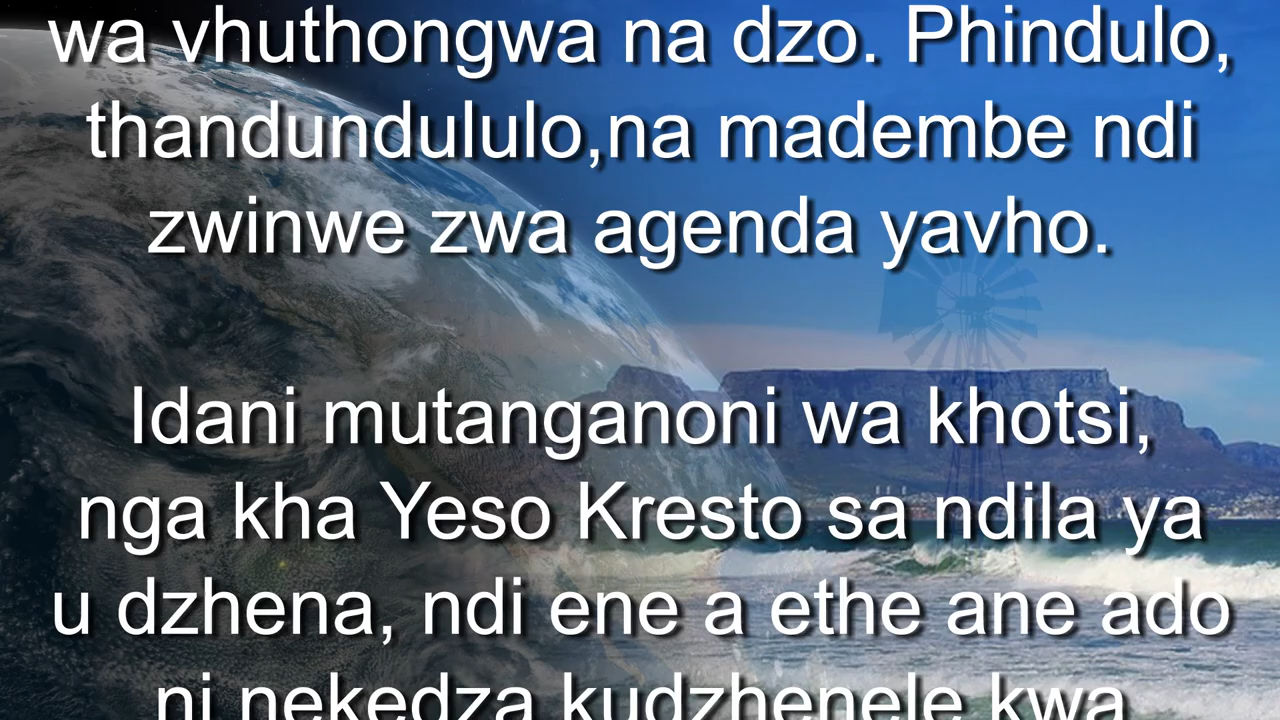 wa vhuthongwa na dzo. Phindulo,
thandundululo,na madembe ndi
zwinwe zwa agenda yavho.
Idani mutanganoni wa khotsi,
nga kha Yeso Kresto sa ndila ya
u dzhena, ndi ene a ethe ane ado
ni nekedza kudzhenele kwa